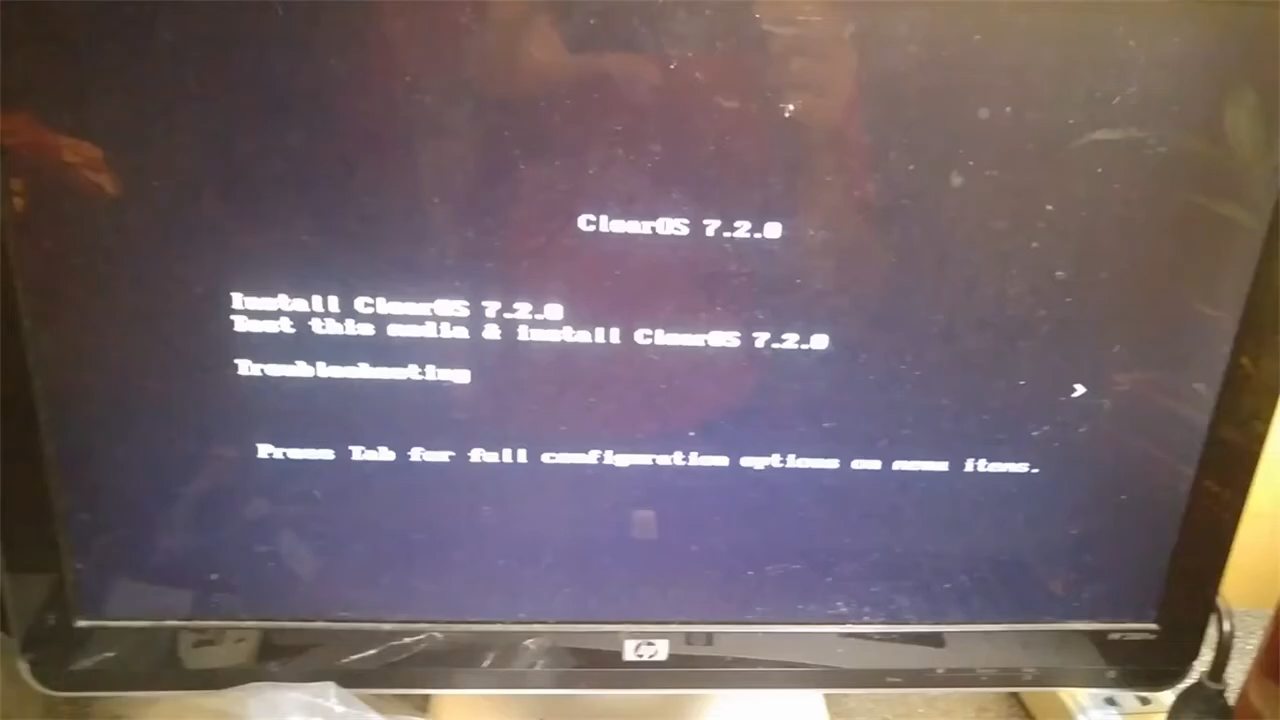 ClearOS 7.2.0
Install ClearOS 7.2.0
Test this media & install ClearOS 7.2.0
Troubleshooting >
Press Tab for full configuration options on menu items.
hp